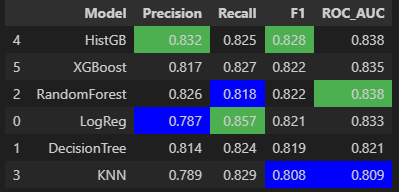 Model Precision Recall F1 ROC_AUC
4 HistGB 0.832 0.825 0.828 0.838
5 XGBoost 0.817 0.827 0.822 0.835
2 RandomForest 0.826 0.818 0.822 0.838
0 LogReg 0.787 0.857 0.821 0.833
1 DecisionTree 0.814 0.824 0.819 0.821
3 KNN 0.789 0.829 0.808 0.809